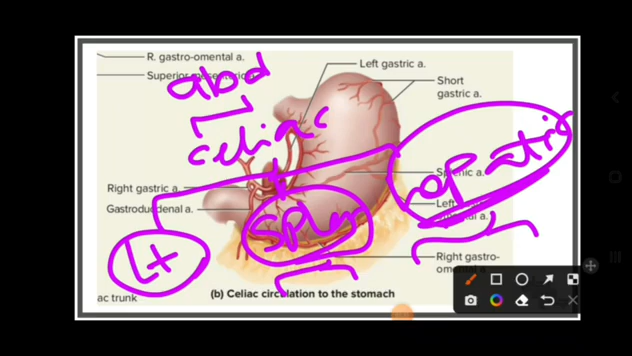 R. gastro-omental a.
Superior
abd
celiac
Left gastric a.
Short
gastric a.
Right gastric a.
Gastroduodenal a.
Lt
splen
hepatic
Splenic a.
Left
Right gastro-
ac trunk
(b) Celiac circulation to the stomach